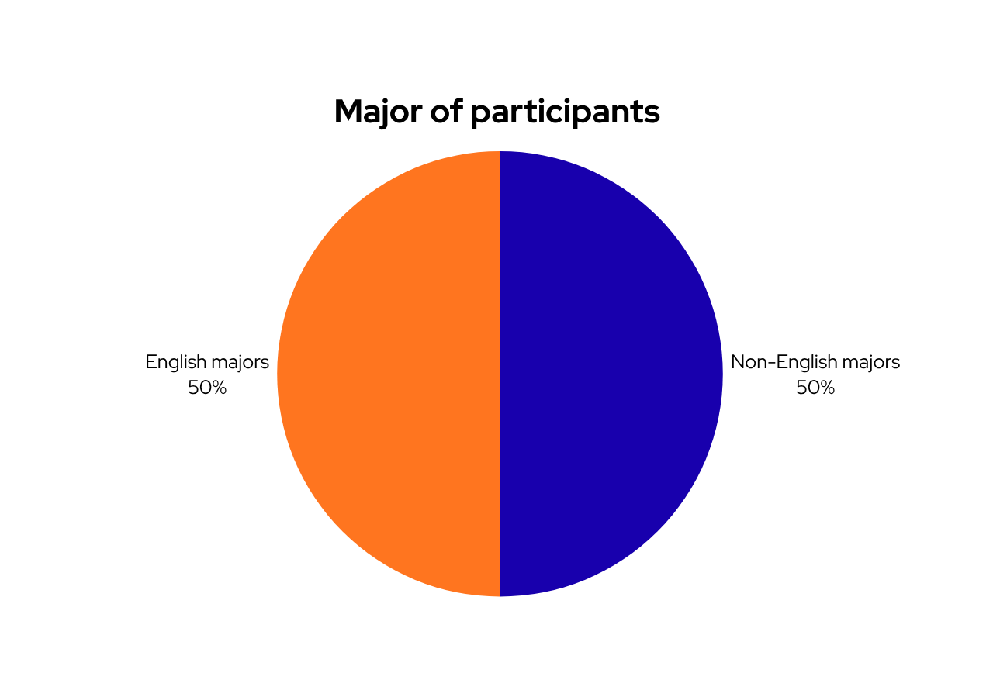 Major of participants
English majors
50%
Non-English majors
50%